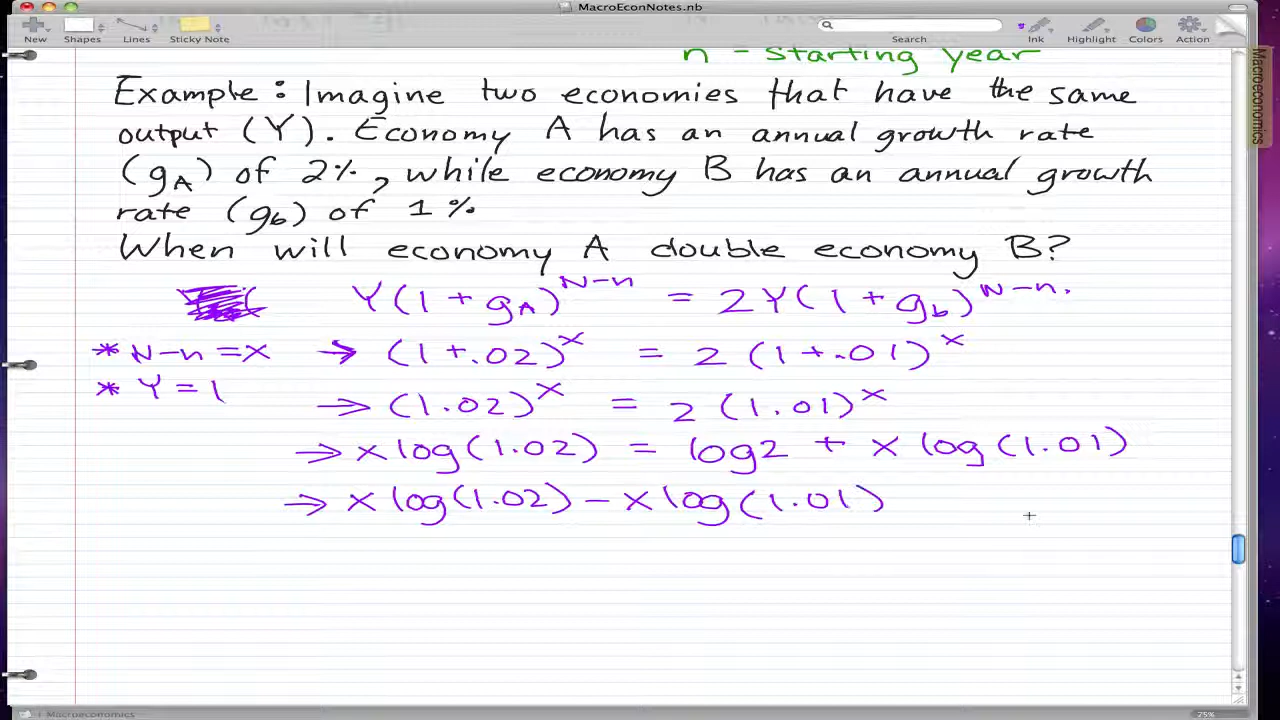 MacroEconNotes.nb
New Shapes Lines Sticky Note Search Ink Highlight Colors Action
Macroeconomics
n - starting year
Example: Imagine two economies that have the same
output (Y). Economy A has an annual growth rate
(gA) of 2%, while economy B has an annual growth
rate (gb) of 1%
When will economy A double economy B?
Y(1+gA)^N-n = 2Y(1+gb)^N-n.
* N-n=x → (1+.02)^x = 2(1+.01)^x
* Y=1
→ (1.02)^x = 2(1.01)^x
→ x log(1.02) = log2 + x log(1.01)
→ x log(1.02) - x log(1.01)
Macroeconomics
25%